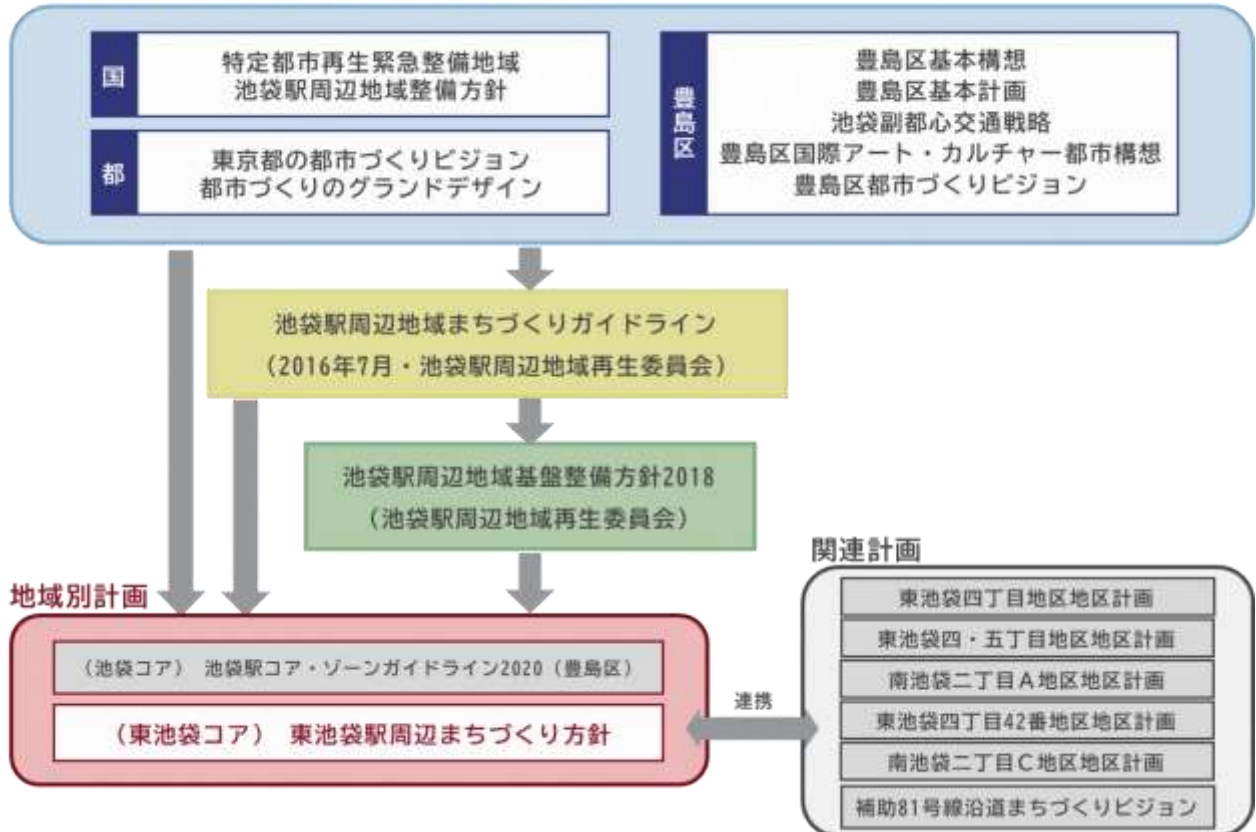 国
特定都市再生緊急整備地域
池袋駅周辺地域整備方針
都
東京都の都市づくりビジョン
都市づくりのグランドデザイン
豊島区
豊島区基本構想
豊島区基本計画
池袋副都心交通戦略
豊島区国際アート・カルチャー都市構想
豊島区都市づくりビジョン
池袋駅周辺地域まちづくりガイドライン
（2016年7月・池袋駅周辺地域再生委員会）
池袋駅周辺地域基盤整備方針2018
（池袋駅周辺地域再生委員会）
地域別計画
（池袋コア） 池袋駅コア・ゾーンガイドライン2020（豊島区）
（東池袋コア） 東池袋駅周辺まちづくり方針
連携
関連計画
東池袋四丁目地区地区計画
東池袋四・五丁目地区地区計画
南池袋二丁目A地区地区計画
東池袋四丁目42番地区地区計画
南池袋二丁目C地区地区計画
補助81号線沿道まちづくりビジョン